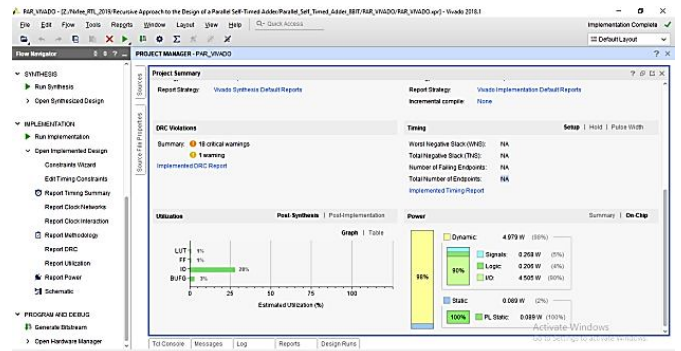 PAR_VIVADO - [Z:/Nxfee_RTL_2019/Recursive Approach to the Design of a Parallel Self-Timed Adder/Parallel_Self_Timed_Adder_8BIT/PAR_VIVADO/PAR_VIVADO.xpr] - Vivado 2018.1
File Edit Flow Tools Reports Window Layout View Help Q- Quick Access Implementation Complete
Default Layout
Flow Navigator
PROJECT MANAGER - PAR_VIVADO
SYNTHESIS
Run Synthesis
Open Synthesized Design
IMPLEMENTATION
Run Implementation
Open Implemented Design
Constraints Wizard
Edit Timing Constraints
Report Timing Summary
Report Clock Networks
Report Clock Interaction
Report Methodology
Report DRC
Report Utilization
Report Power
Schematic
PROGRAM AND DEBUG
Generate Bitstream
Open Hardware Manager
Sources
Source File Properties
Project Summary
Report Strategy: Vivado Synthesis Default Reports
Report Strategy: Vivado Implementation Default Reports
Incremental compile: None
DRC Violations
Summary: 18 critical warnings
1 warning
Implemented DRC Report
Timing Setup | Hold | Pulse Width
Worst Negative Slack (WNS): NA
Total Negative Slack (TNS): NA
Number of Failing Endpoints: NA
Total Number of Endpoints: NA
Implemented Timing Report
Utilization Post-Synthesis | Post-Implementation
Graph | Table
LUT 1%
FF 1%
IO 28%
BUFG 3%
0 25 50 75 100
Estimated Utilization (%)
Power Summary | On-Chip
98%
Dynamic: 4.979 W (98%)
90%
Signals: 0.268 W (5%)
Logic: 0.206 W (4%)
I/O: 4.505 W (90%)
Static: 0.089 W (2%)
100% PL Static: 0.089 W (100%)
Activate Windows
Go to Settings to activate Windows.
Tcl Console Messages Log Reports Design Runs